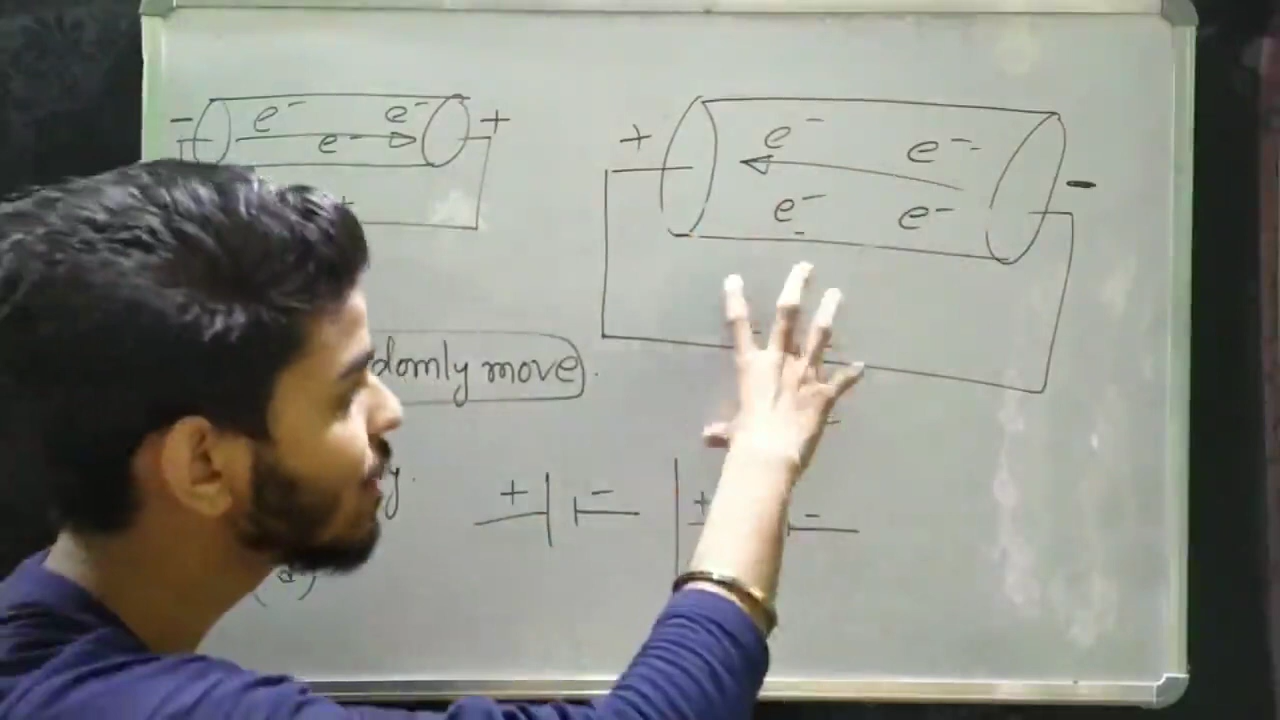 - e⁻ e⁻ +
e⁻
+ e⁻ e⁻ -
e⁻ e⁻
domly move
y.
+ - + -